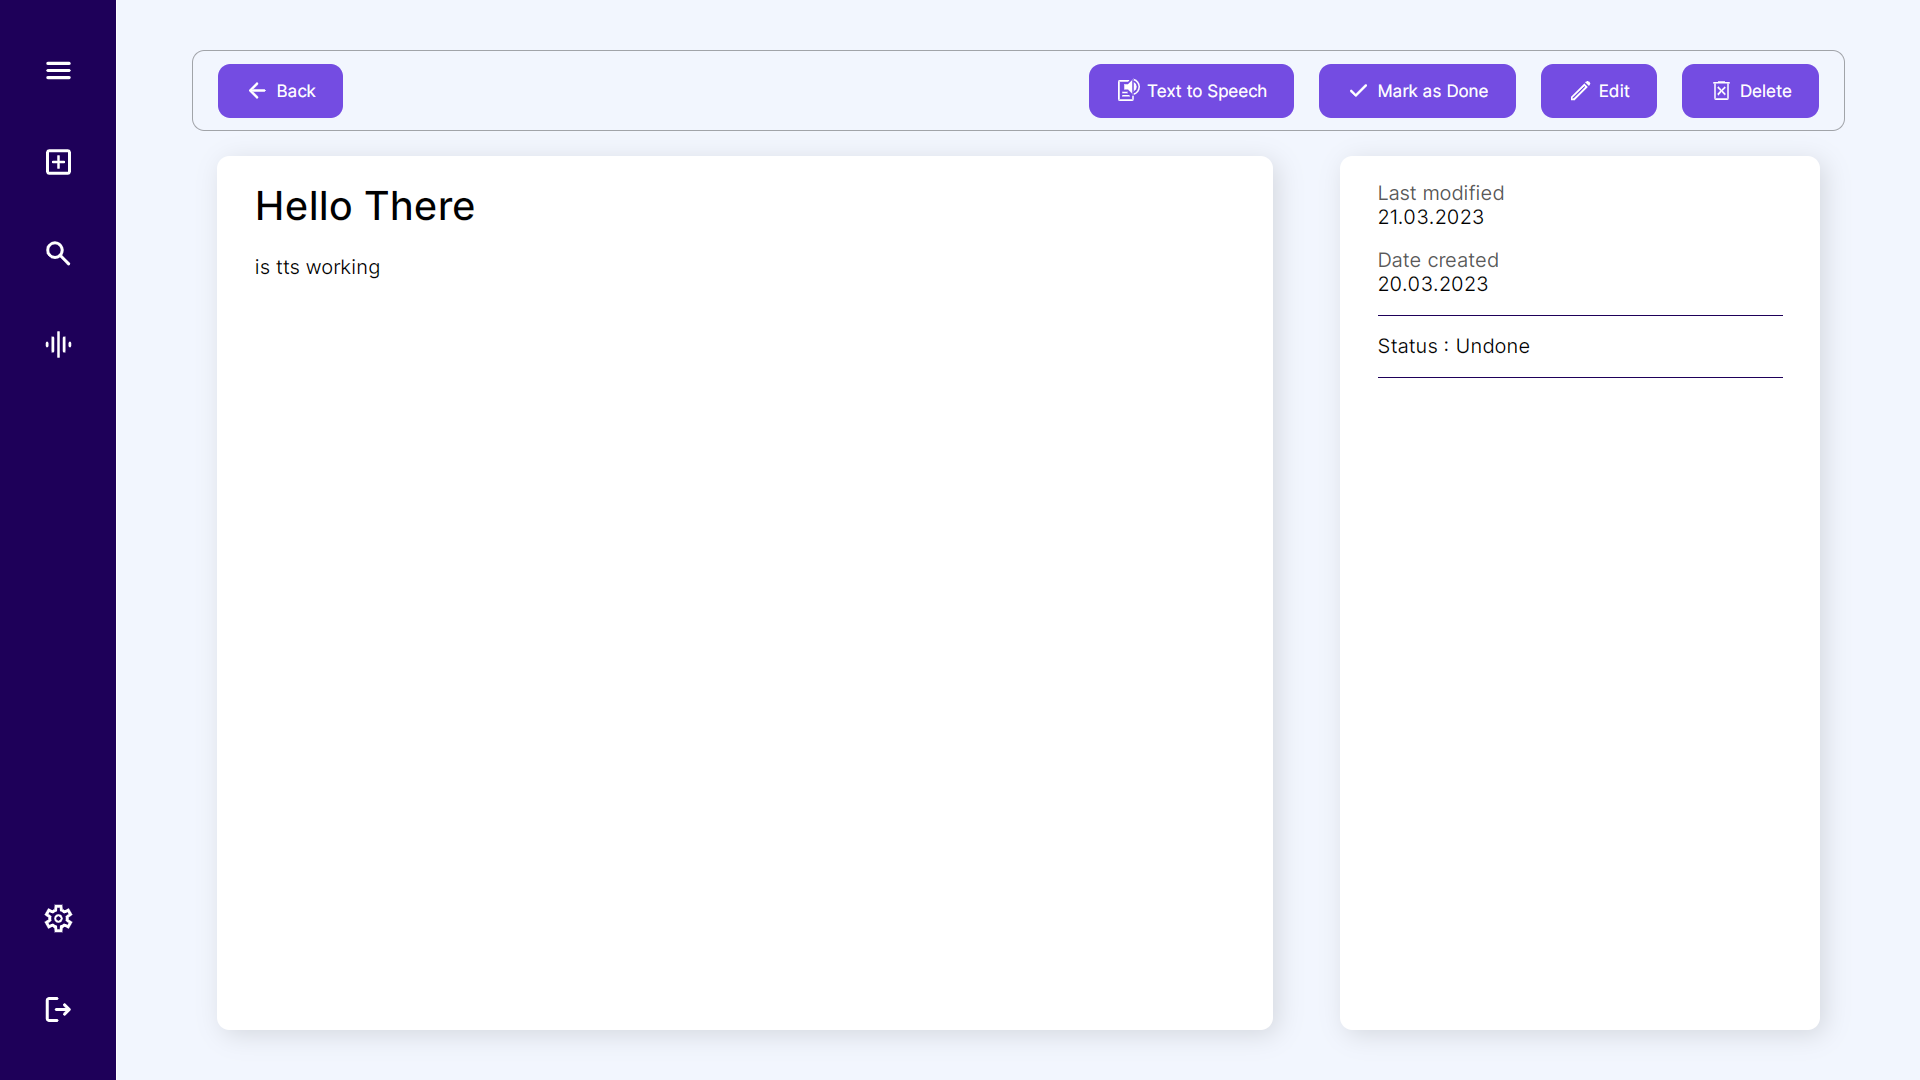 Back
Text to Speech
Mark as Done
Edit
Delete
Hello There
is tts working
Last modified
21.03.2023
Date created
20.03.2023
Status : Undone